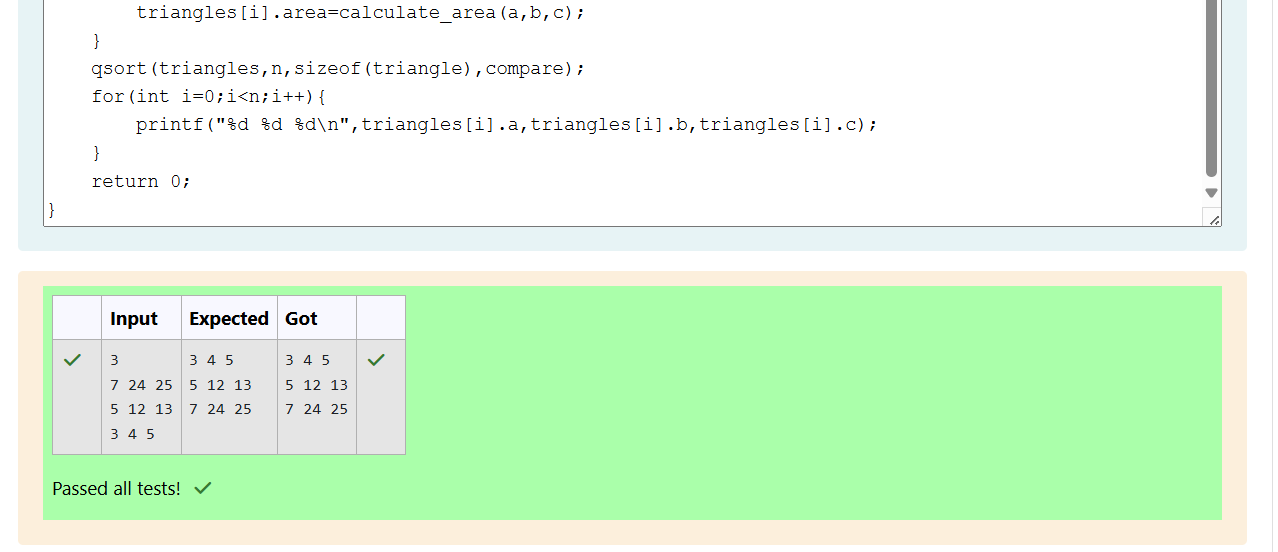 triangles[i].area=calculate_area(a,b,c);
}
qsort(triangles,n,sizeof(triangle),compare);
for(int i=0;i<n;i++){
printf("%d %d %d\n",triangles[i].a,triangles[i].b,triangles[i].c);
}
return 0;
}
Input Expected Got
3 3 4 5 3 4 5
7 24 25 5 12 13 5 12 13
5 12 13 7 24 25 7 24 25
3 4 5
Passed all tests!